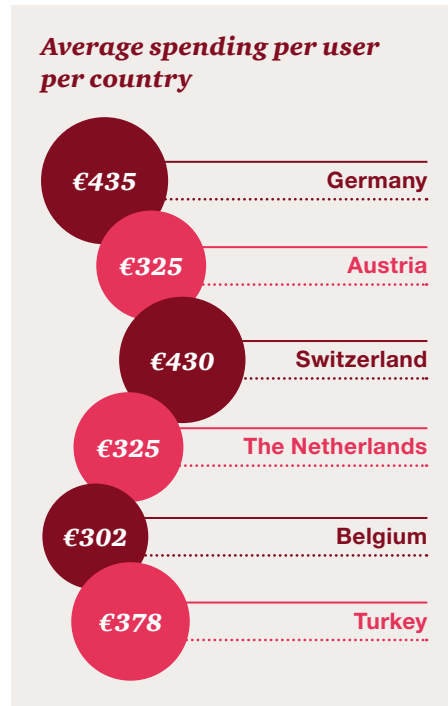 Average spending per user
per country
€435
Germany
€325
Austria
€430
Switzerland
€325
The Netherlands
€302
Belgium
€378
Turkey